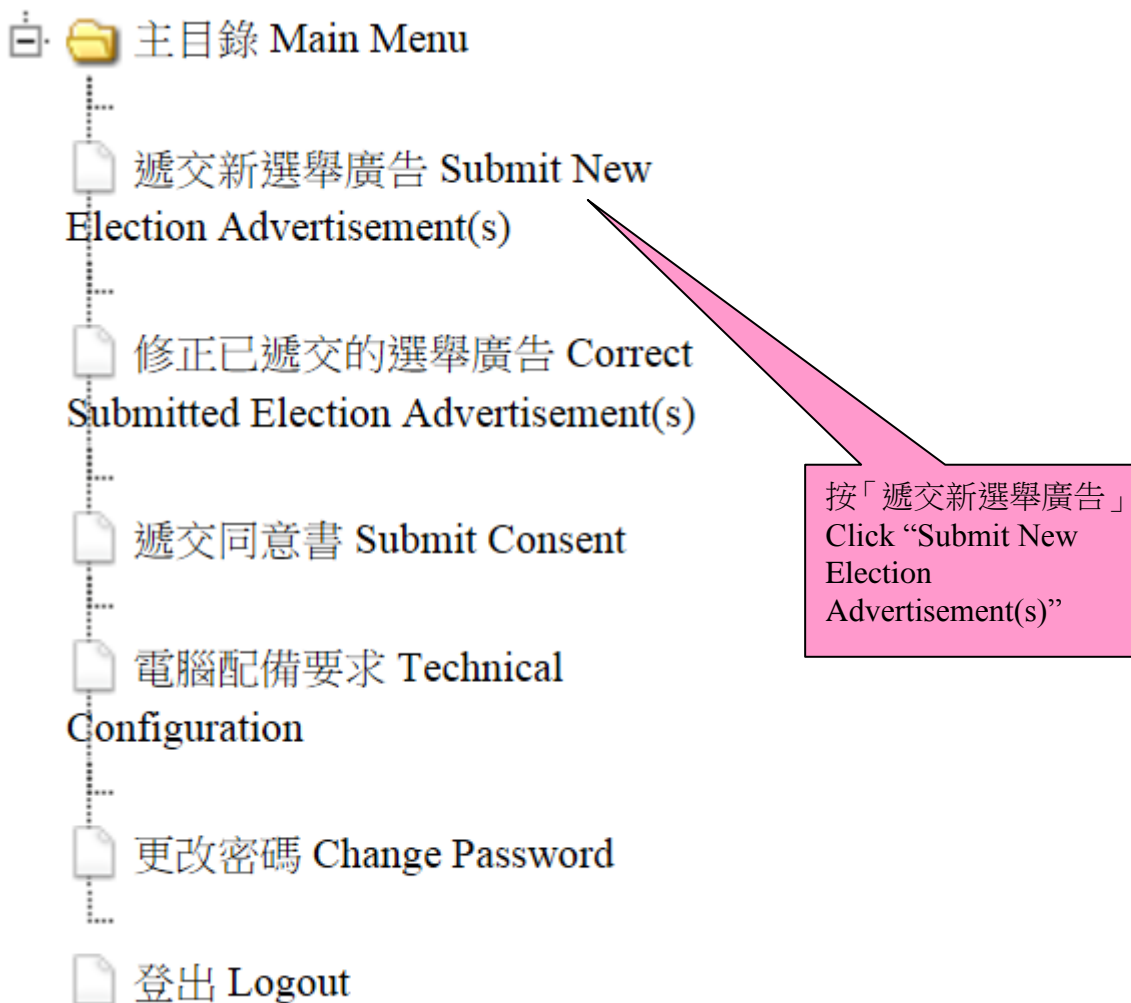 主目錄 Main Menu
遞交新選舉廣告 Submit New
Election Advertisement(s)
修正已遞交的選舉廣告 Correct
Submitted Election Advertisement(s)
遞交同意書 Submit Consent
電腦配備要求 Technical
Configuration
更改密碼 Change Password
登出 Logout
按「遞交新選舉廣告」
Click “Submit New
Election
Advertisement(s)”